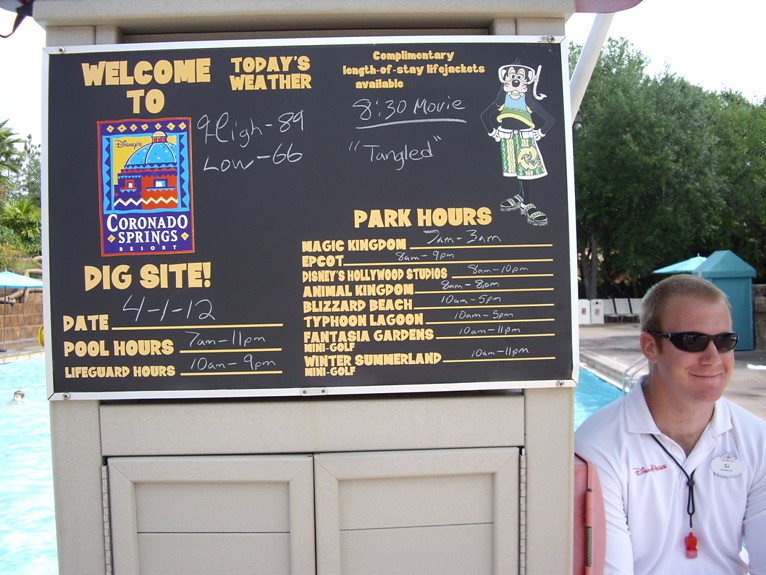 WELCOME
TO
Disney's
CORONADO
SPRINGS
RESORT
DIG SITE!
DATE 4-1-12
POOL HOURS 7am-11pm
LIFEGUARD HOURS 10am-9pm
TODAY'S
WEATHER
High-89
Low-66
Complimentary
length-of-stay lifejackets
available
8:30 Movie
"Tangled"
PARK HOURS
MAGIC KINGDOM 7am-3am
EPCOT 8am-9pm
DISNEY'S HOLLYWOOD STUDIOS 8am-10pm
ANIMAL KINGDOM 8am-8pm
BLIZZARD BEACH 10am-5pm
TYPHOON LAGOON 10am-5pm
FANTASIA GARDENS 10am-11pm
MINI-GOLF
WINTER SUMMERLAND 10am-11pm
MINI-GOLF